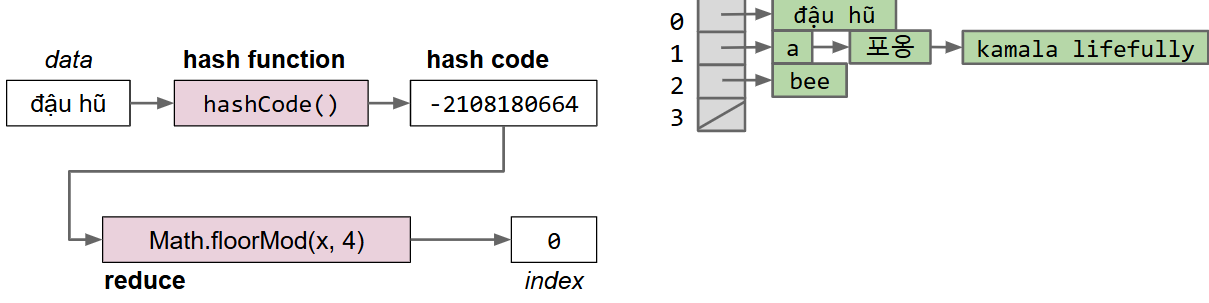 data
hash function
hash code
đậu hũ
hashCode()
-2108180664
Math.floorMod(x, 4)
0
reduce
index
0
đậu hũ
1
a
포옹
kamala lifefully
2
bee
3